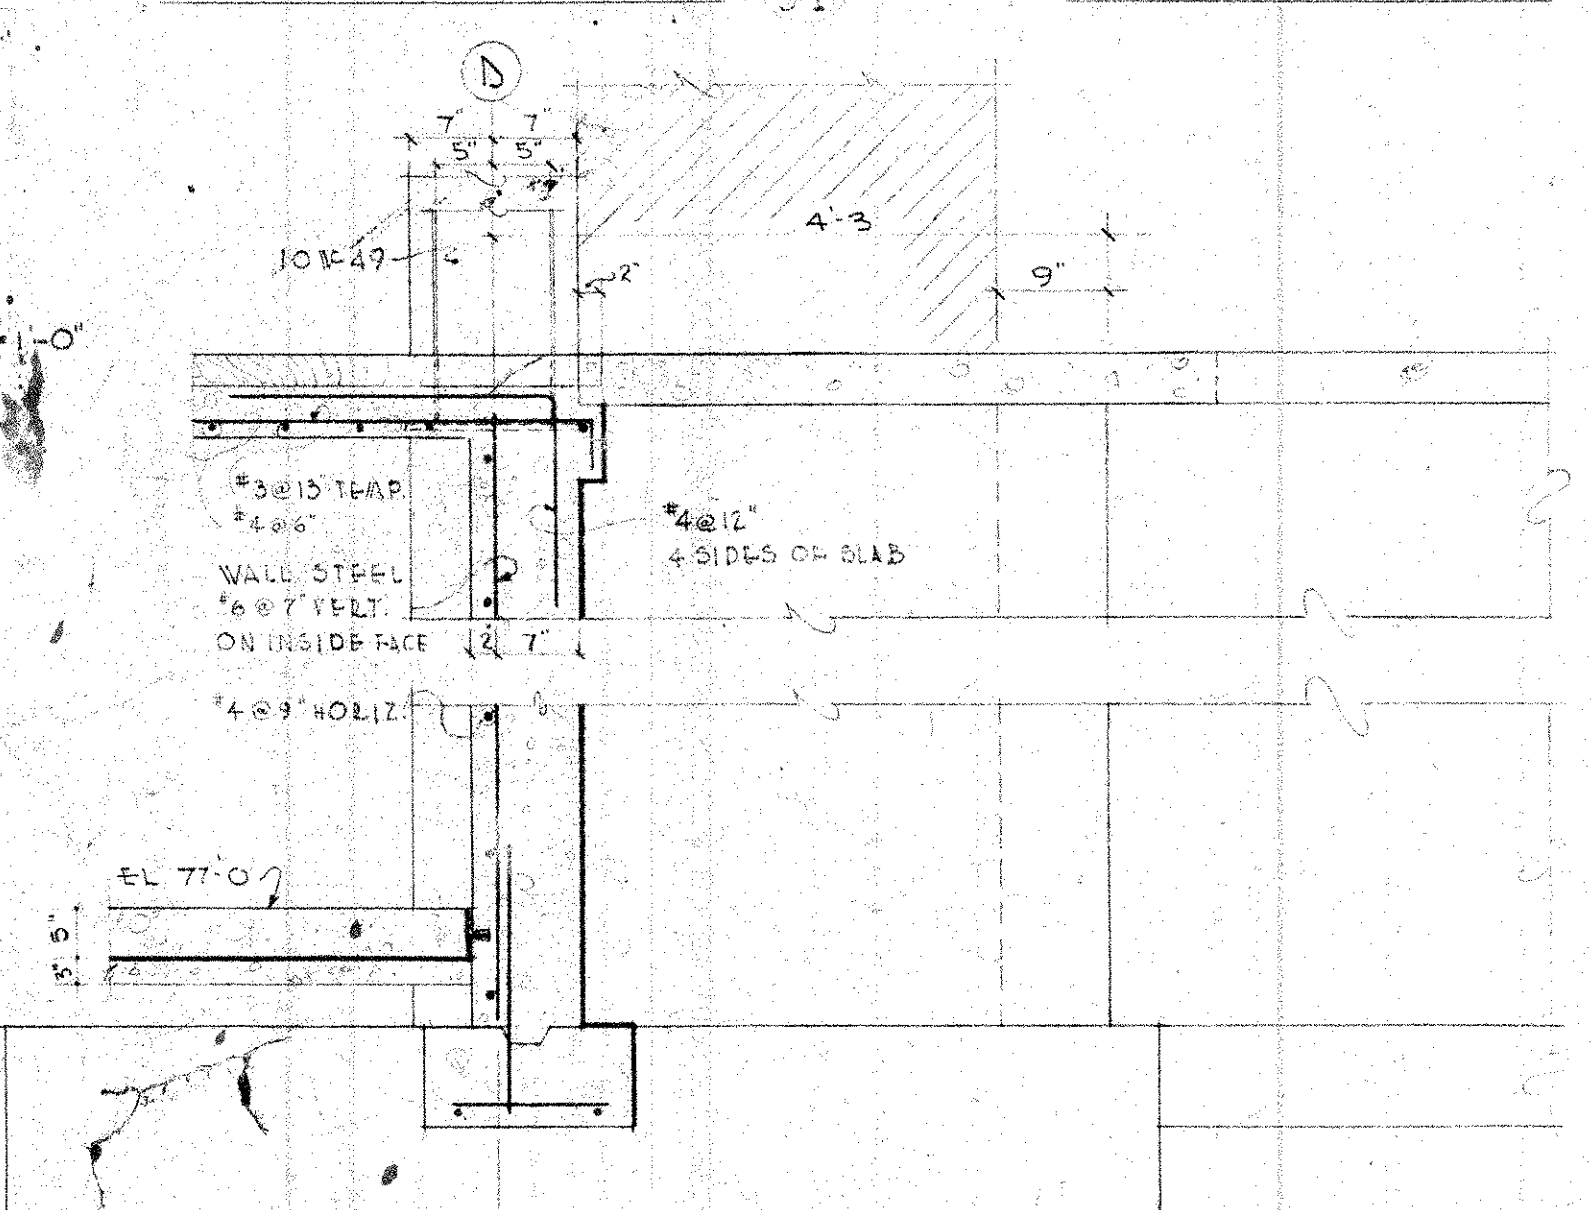 D
7" 7"
5" 5"
4'-3
10 WF 49
2"
9"
1'-0"
#3@13" TEMP.
#4@6"
#4@12"
4 SIDES OF SLAB
WALL STEEL
#6@7" VERT.
ON INSIDE FACE
2" 7"
#4@9" HORIZ.
EL 77'-0
5"
3"